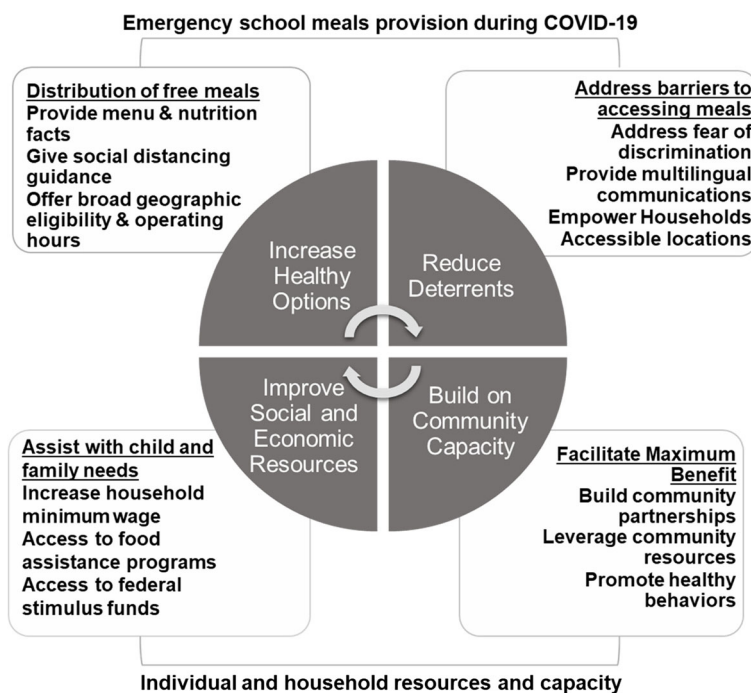 Emergency school meals provision during COVID-19
Distribution of free meals
Provide menu & nutrition
facts
Give social distancing
guidance
Offer broad geographic
eligibility & operating
hours
Address barriers to
accessing meals
Address fear of
discrimination
Provide multilingual
communications
Empower Households
Accessible locations
Increase
Healthy
Options
Reduce
Deterrents
Improve
Social and
Economic
Resources
Build on
Community
Capacity
Assist with child and
family needs
Increase household
minimum wage
Access to food
assistance programs
Access to federal
stimulus funds
Facilitate Maximum
Benefit
Build community
partnerships
Leverage community
resources
Promote healthy
behaviors
Individual and household resources and capacity